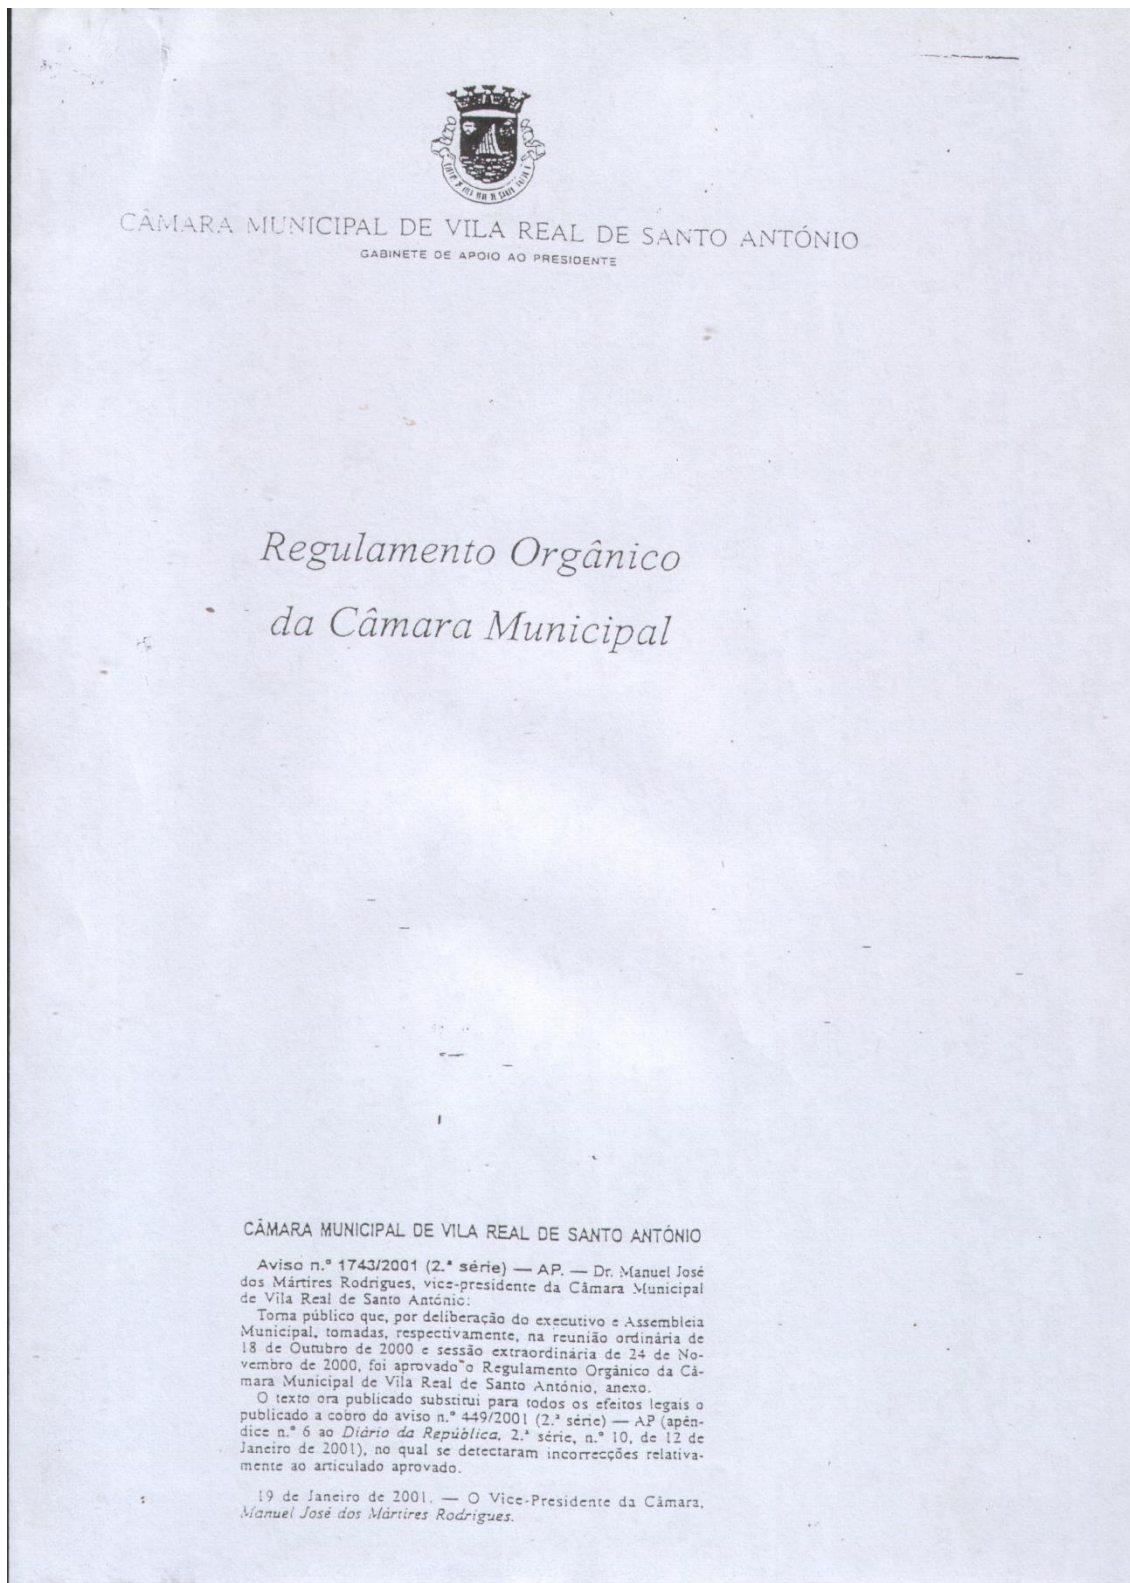 CÂMARA MUNICIPAL DE VILA REAL DE SANTO ANTÓNIO
GABINETE DE APOIO AO PRESIDENTE
Regulamento Orgânico
da Câmara Municipal
CÂMARA MUNICIPAL DE VILA REAL DE SANTO ANTÓNIO
Aviso n.º 1743/2001 (2.ª série) — AP. — Dr. Manuel José
dos Mártires Rodrigues, vice-presidente da Câmara Municipal
de Vila Real de Santo António:
Torna público que, por deliberação do executivo e Assembleia
Municipal, tomadas, respectivamente, na reunião ordinária de
18 de Outubro de 2000 e sessão extraordinária de 24 de No-
vembro de 2000, foi aprovado o Regulamento Orgânico da Câ-
mara Municipal de Vila Real de Santo António, anexo.
O texto ora publicado substitui para todos os efeitos legais o
publicado a cobro do aviso n.º 449/2001 (2.ª série) — AP (apên-
dice n.º 6 ao Diário da República, 2.ª série, n.º 10, de 12 de
Janeiro de 2001), no qual se detectaram incorrecções relativa-
mente ao articulado aprovado.
19 de Janeiro de 2001. — O Vice-Presidente da Câmara,
Manuel José dos Mártires Rodrigues.